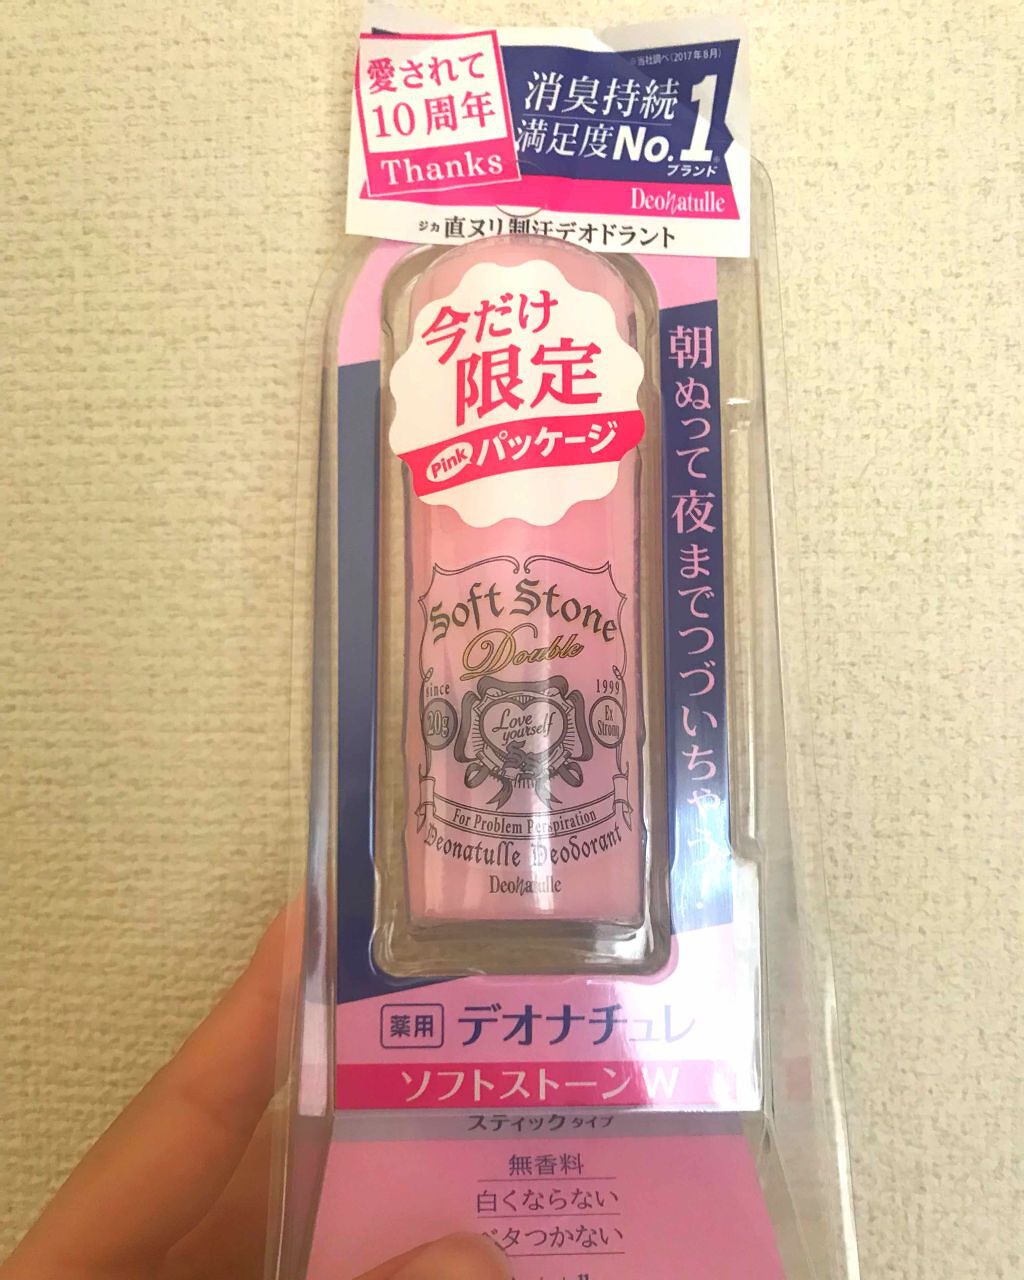 愛されて
10周年
Thanks
※当社調べ(2017年8月)
消臭持続
満足度No.1※
ブランド
Deonatulle
ジカ
直ヌリ制汗デオドラント
今だけ
限定
Pinkパッケージ
朝ぬって夜までつづいちゃう。
Soft Stone
Double
since 1999
20g
Love
yourself
Ex
Strong
For Problem Perspiration
Deonatulle Deodorant
Deonatulle
薬用 デオナチュレ
ソフトストーンW
スティックタイプ
無香料
白くならない
ベタつかない